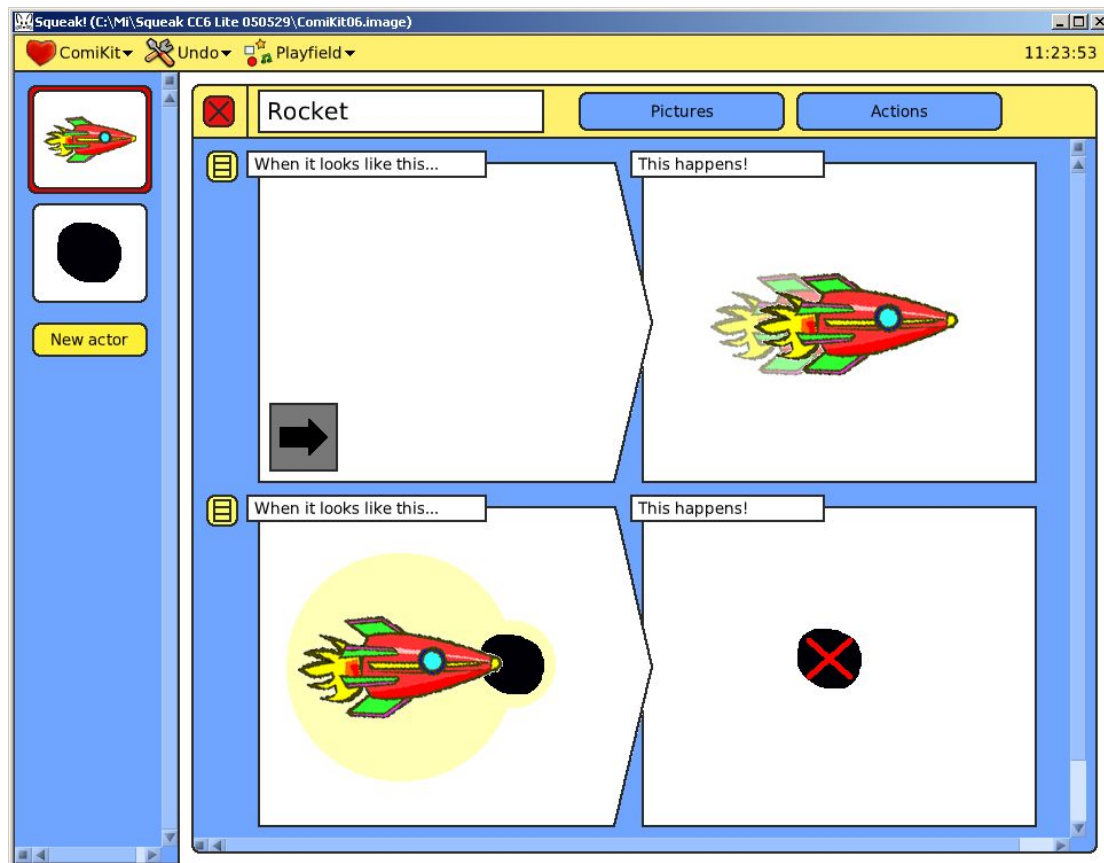 Squeak! (C:\Mi\Squeak CC6 Lite 050529\ComiKit06.image)
ComiKit Undo Playfield 11:23:53
Rocket Pictures Actions
When it looks like this... This happens!
New actor
When it looks like this... This happens!